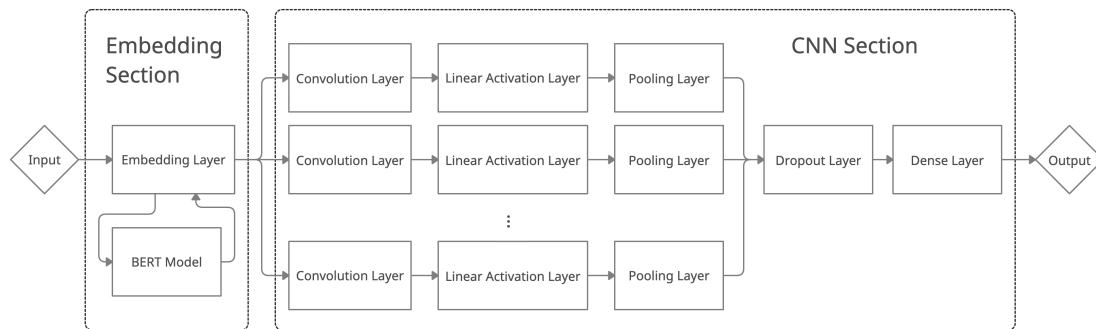 Embedding
Section
CNN Section
Convolution Layer
Linear Activation Layer
Pooling Layer
Input
Embedding Layer
Convolution Layer
Linear Activation Layer
Pooling Layer
Dropout Layer
Dense Layer
Output
BERT Model
Convolution Layer
Linear Activation Layer
Pooling Layer